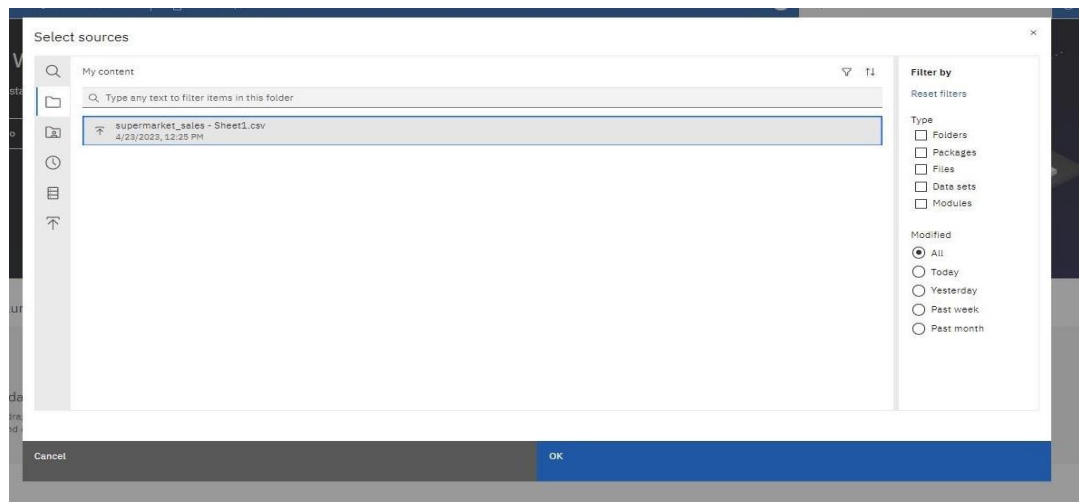 Select sources
My content
Type any text to filter items in this folder
supermarket_sales - Sheet1.csv
4/23/2023, 12:25 PM
Filter by
Reset filters
Type
Folders
Packages
Files
Data sets
Modules
Modified
All
Today
Yesterday
Past week
Past month
Cancel
OK